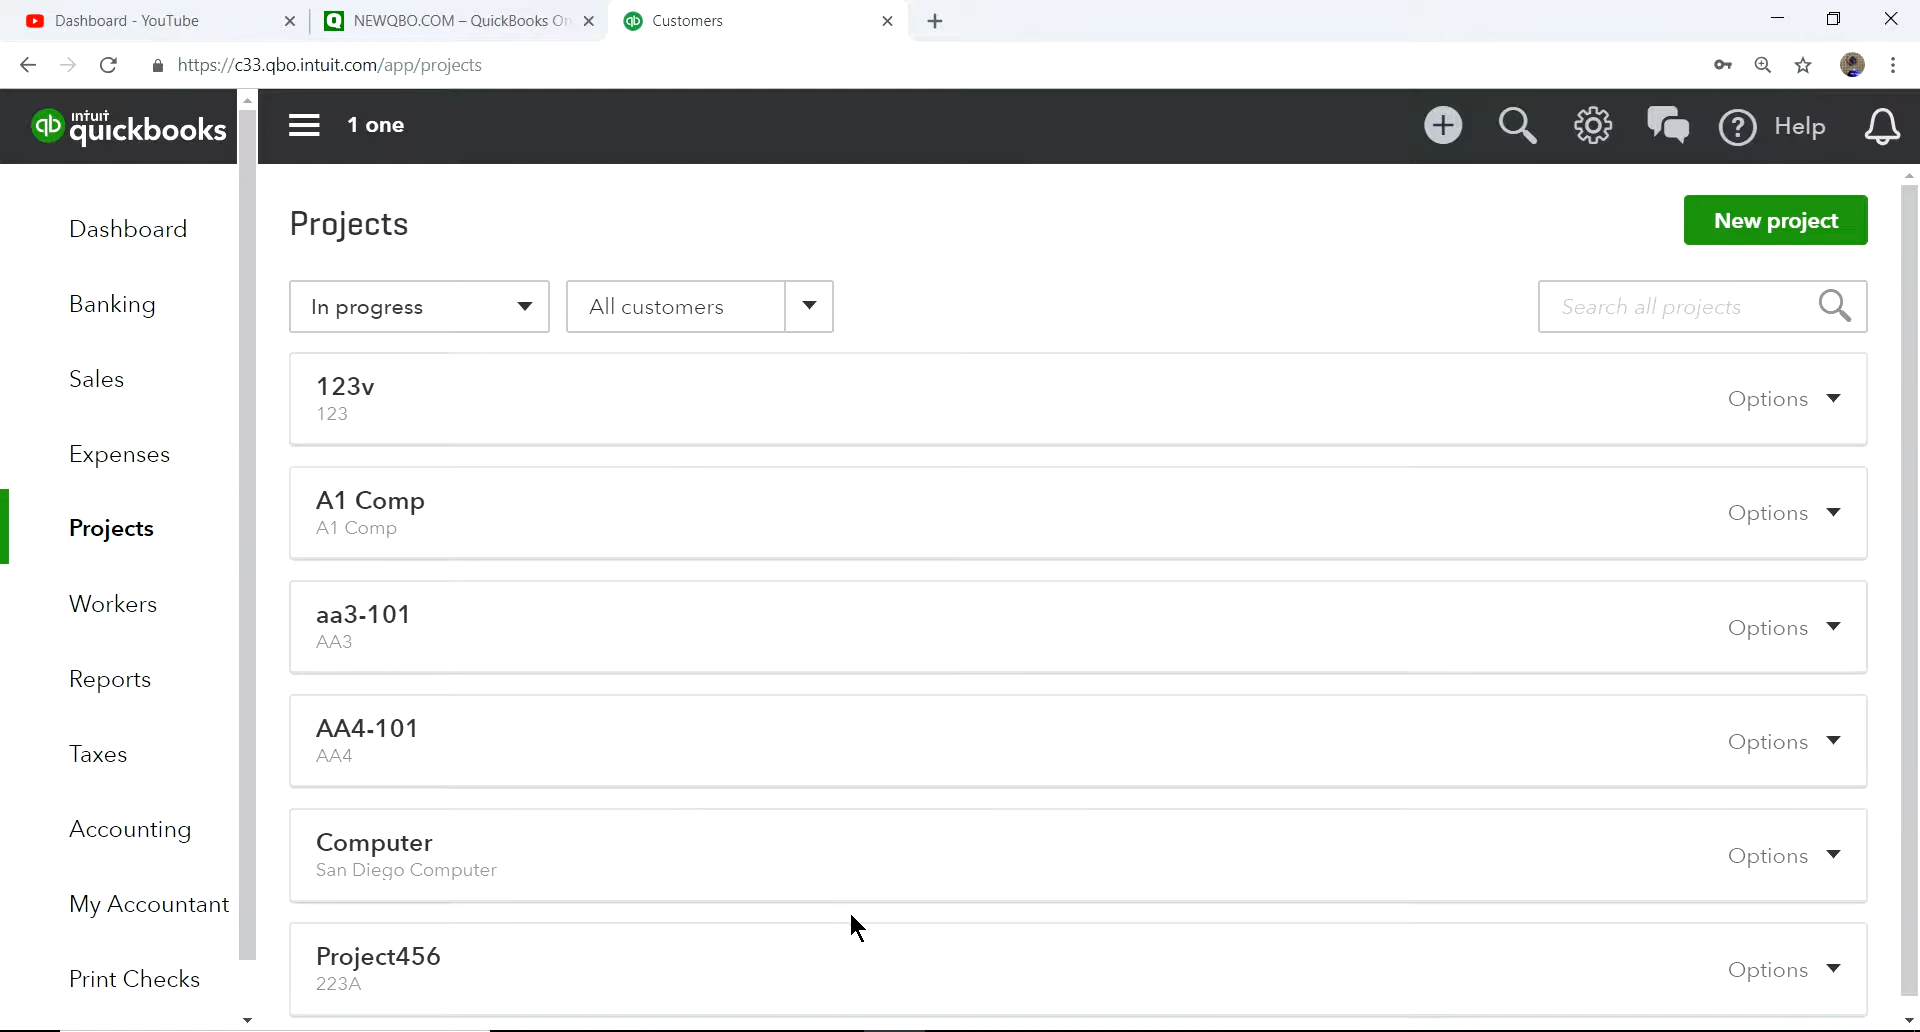 Dashboard - YouTube
NEWQBO.COM – QuickBooks On
Customers
https://c33.qbo.intuit.com/app/projects
intuit
quickbooks
1 one
Help
Dashboard
Banking
Sales
Expenses
Projects
Workers
Reports
Taxes
Accounting
My Accountant
Print Checks
Projects
New project
In progress
All customers
Search all projects
123v
123
Options
A1 Comp
A1 Comp
Options
aa3-101
AA3
Options
AA4-101
AA4
Options
Computer
San Diego Computer
Options
Project456
223A
Options